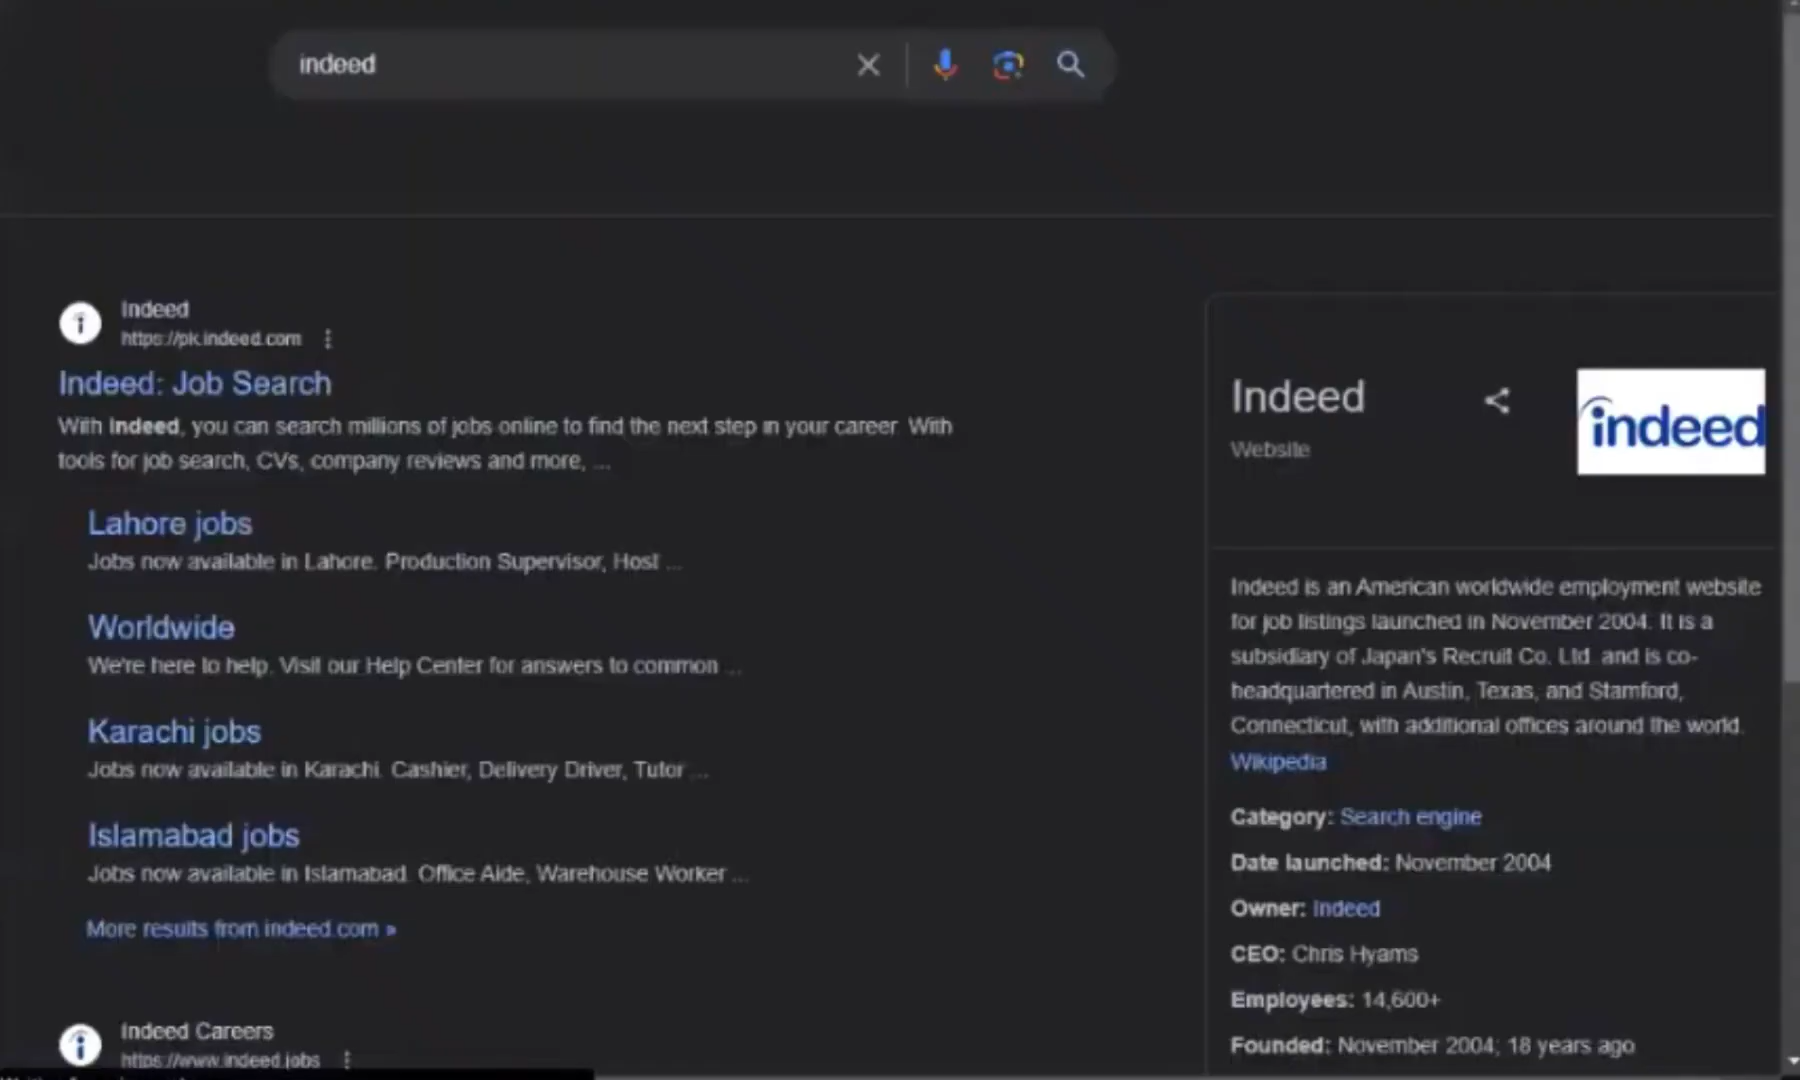 indeed
Indeed
https://pk.indeed.com
Indeed: Job Search
With Indeed, you can search millions of jobs online to find the next step in your career. With
tools for job search, CVs, company reviews and more, ...
Lahore jobs
Jobs now available in Lahore. Production Supervisor, Host ...
Worldwide
We're here to help. Visit our Help Center for answers to common ...
Karachi jobs
Jobs now available in Karachi. Cashier, Delivery Driver, Tutor ...
Islamabad jobs
Jobs now available in Islamabad. Office Aide, Warehouse Worker ...
More results from indeed.com »
Indeed Careers
https://www.indeed.jobs
Indeed
Website
indeed
Indeed is an American worldwide employment website
for job listings launched in November 2004. It is a
subsidiary of Japan's Recruit Co. Ltd. and is co-
headquartered in Austin, Texas, and Stamford,
Connecticut, with additional offices around the world.
Wikipedia
Category: Search engine
Date launched: November 2004
Owner: Indeed
CEO: Chris Hyams
Employees: 14,600+
Founded: November 2004; 18 years ago